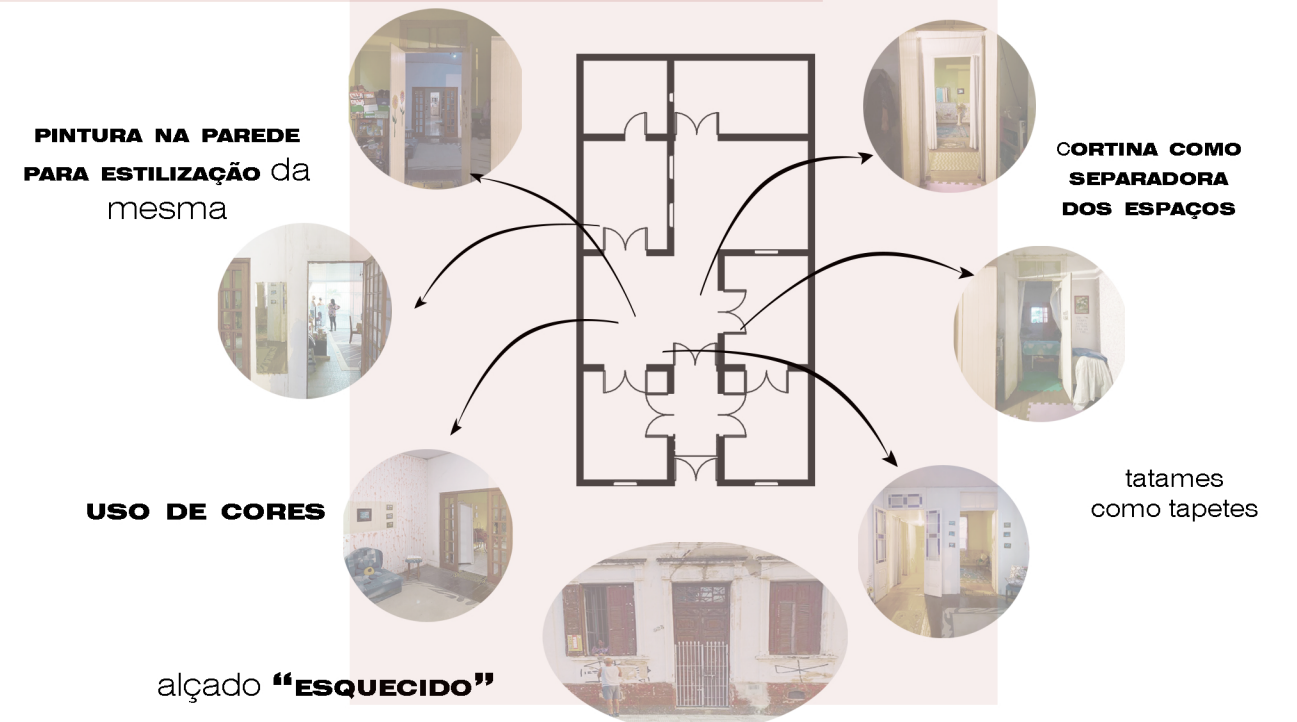 PINTURA NA PAREDE
PARA ESTILIZAÇÃO da
mesma
CORTINA COMO
SEPARADORA
DOS ESPAÇOS
USO DE CORES
tatames
como tapetes
alçado “ESQUECIDO”